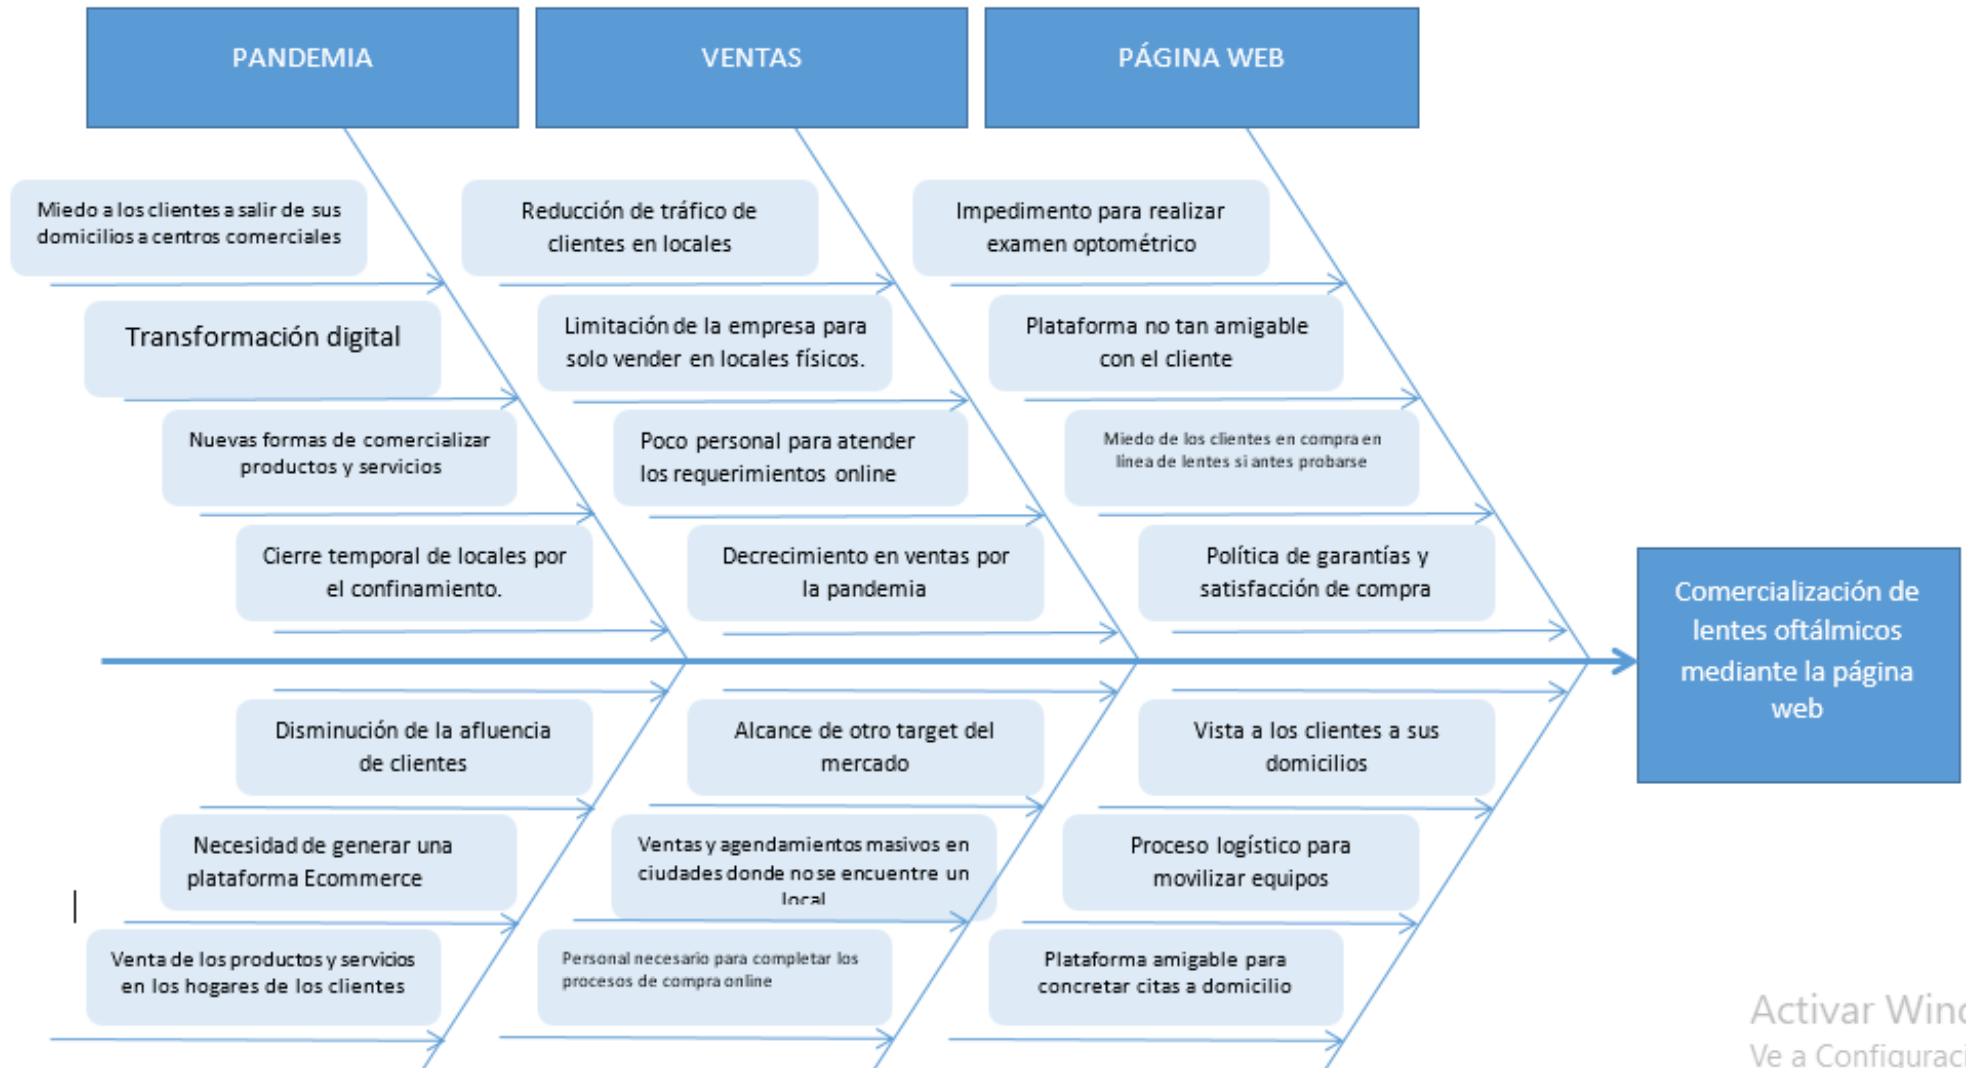 PANDEMIA
VENTAS
PÁGINA WEB
Miedo a los clientes a salir de sus
domicilios a centros comerciales
Reducción de tráfico de
clientes en locales
Impedimento para realizar
examen optométrico
Transformación digital
Limitación de la empresa para
solo vender en locales físicos.
Plataforma no tan amigable
con el cliente
Nuevas formas de comercializar
productos y servicios
Poco personal para atender
los requerimientos online
Miedo de los clientes en compra en
línea de lentes si antes probarse
Cierre temporal de locales por
el confinamiento.
Decrecimiento en ventas por
la pandemia
Política de garantías y
satisfacción de compra
Comercialización de
lentes oftálmicos
mediante la página
web
Disminución de la afluencia
de clientes
Alcance de otro target del
mercado
Vista a los clientes a sus
domicilios
Necesidad de generar una
plataforma Ecommerce
Ventas y agendamientos masivos en
ciudades donde no se encuentre un
local
Proceso logístico para
movilizar equipos
Venta de los productos y servicios
en los hogares de los clientes
Personal necesario para completar los
procesos de compra online
Plataforma amigable para
concretar citas a domicilio
Activar Wind
Ve a Configuraci